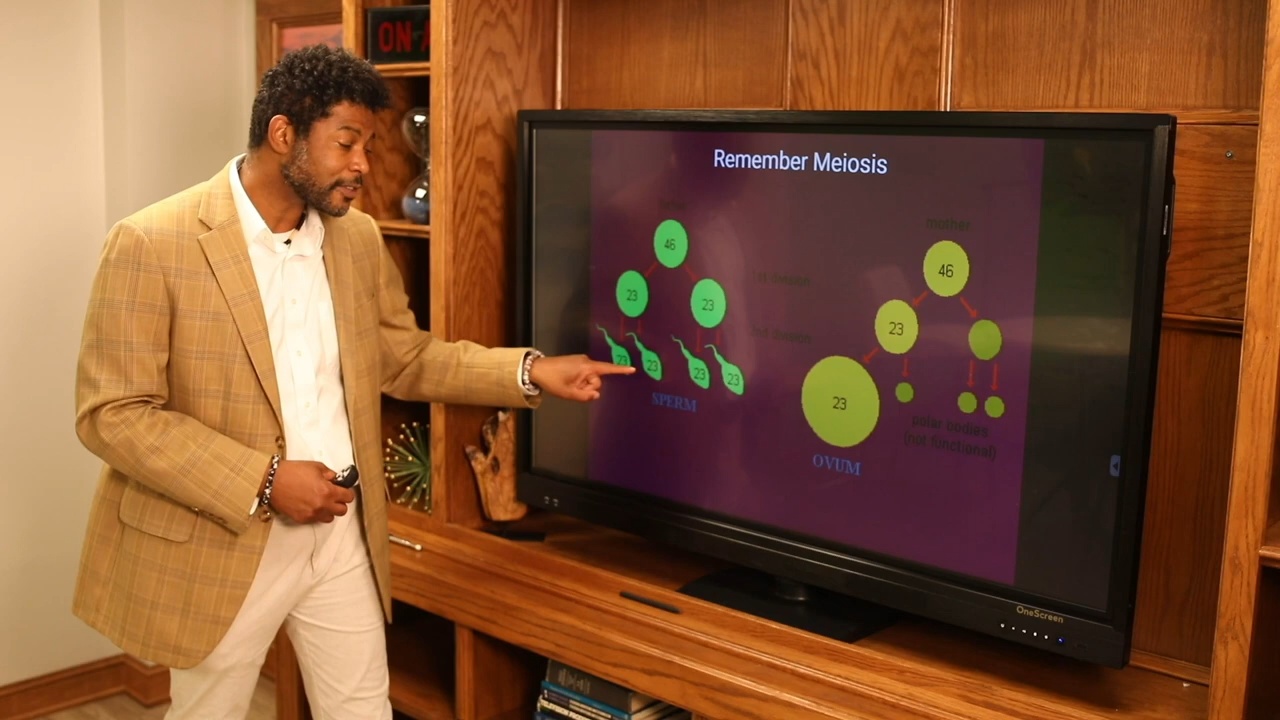 ON
Remember Meiosis
mother
46
46
23
23
1st division
23
2nd division
23
23
23
23
23
SPERM
polar bodies
(not functional)
OVUM
OneScreen